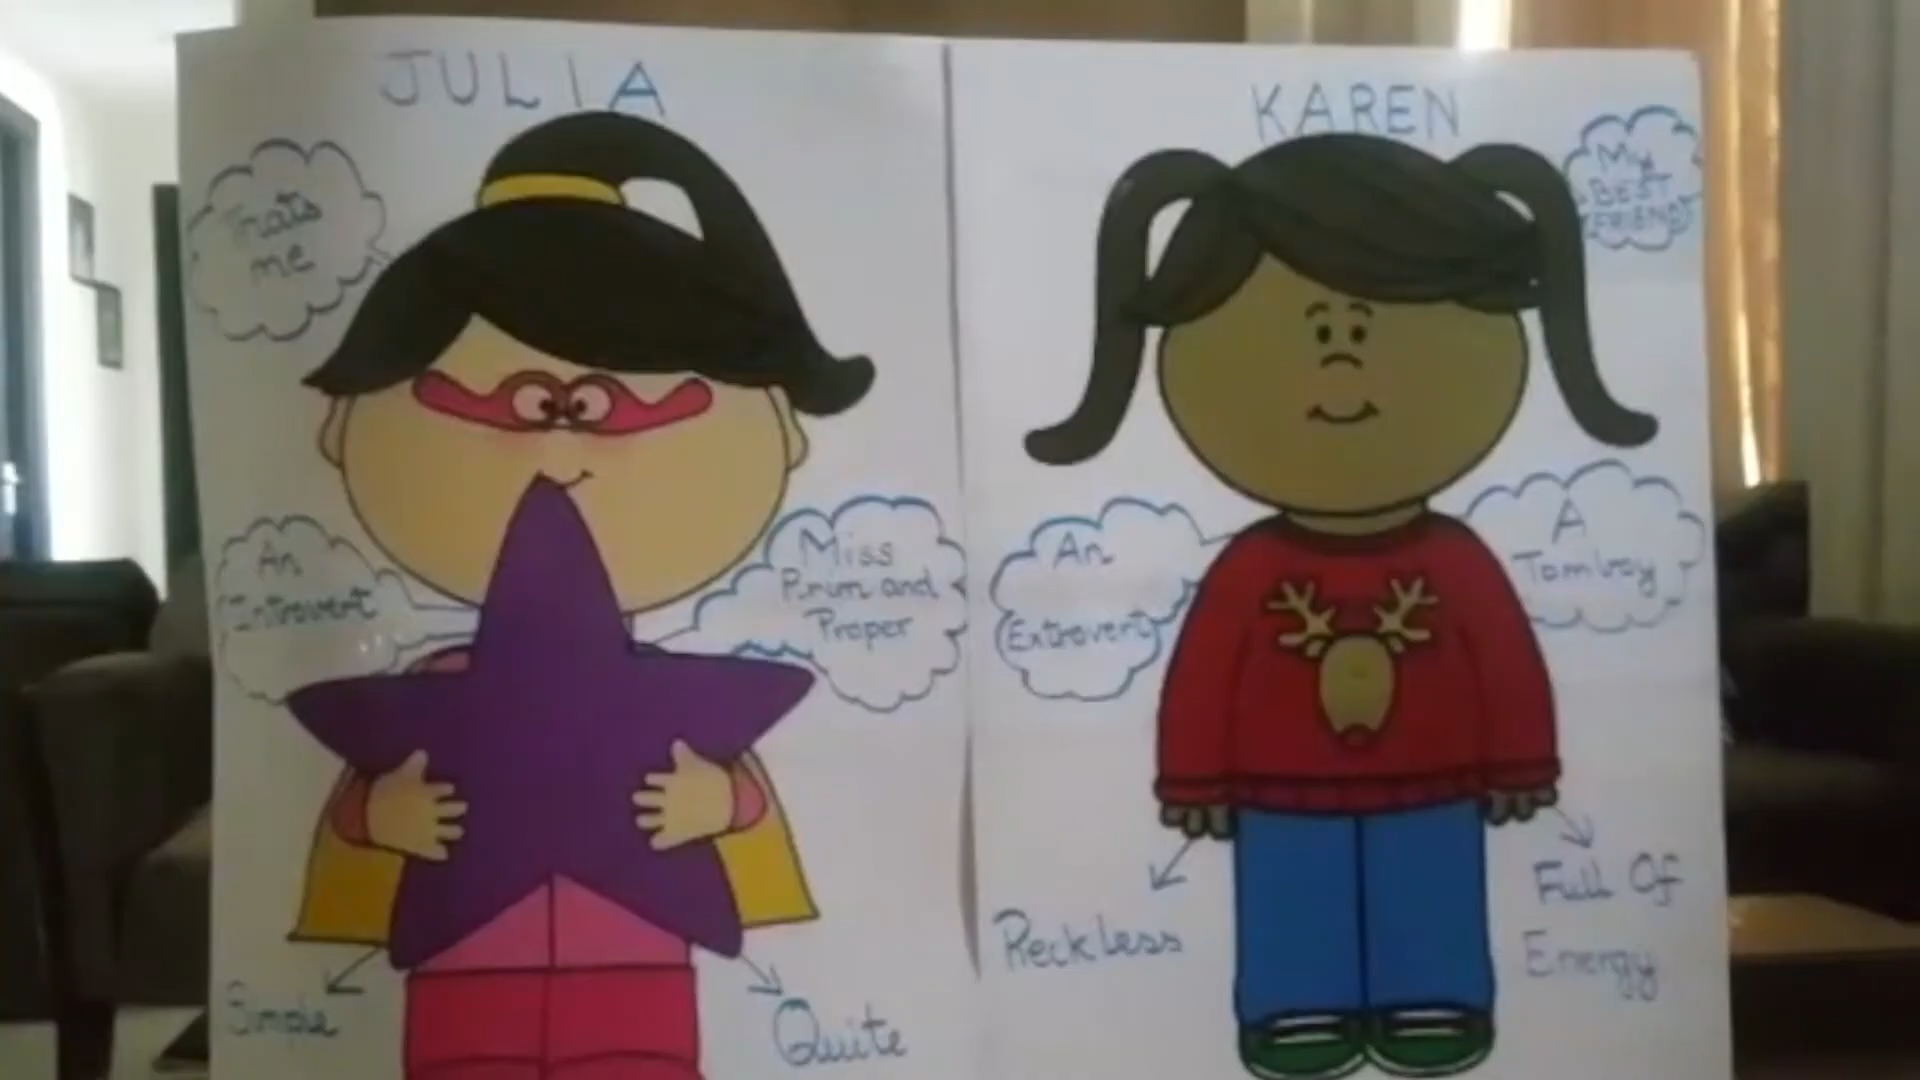 JULIA
Thats
me
An
Introvert
Miss
Prim and
Proper
Simple
Quite
KAREN
My
BEST
FRIEND
An
Extrovert
A
Tomboy
Reckless
Full Of
Energy